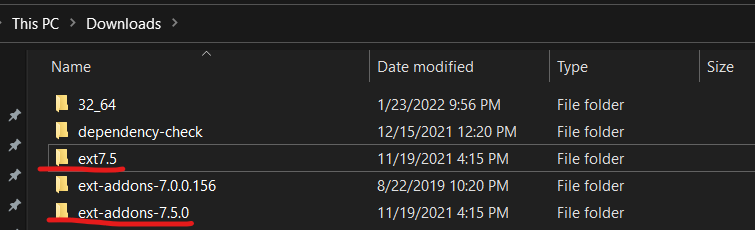 This PC > Downloads >
Name Date modified Type Size
32_64 1/23/2022 9:56 PM File folder
dependency-check 12/15/2021 12:20 PM File folder
ext7.5 11/19/2021 4:15 PM File folder
ext-addons-7.0.0.156 8/22/2019 10:20 PM File folder
ext-addons-7.5.0 11/19/2021 4:15 PM File folder